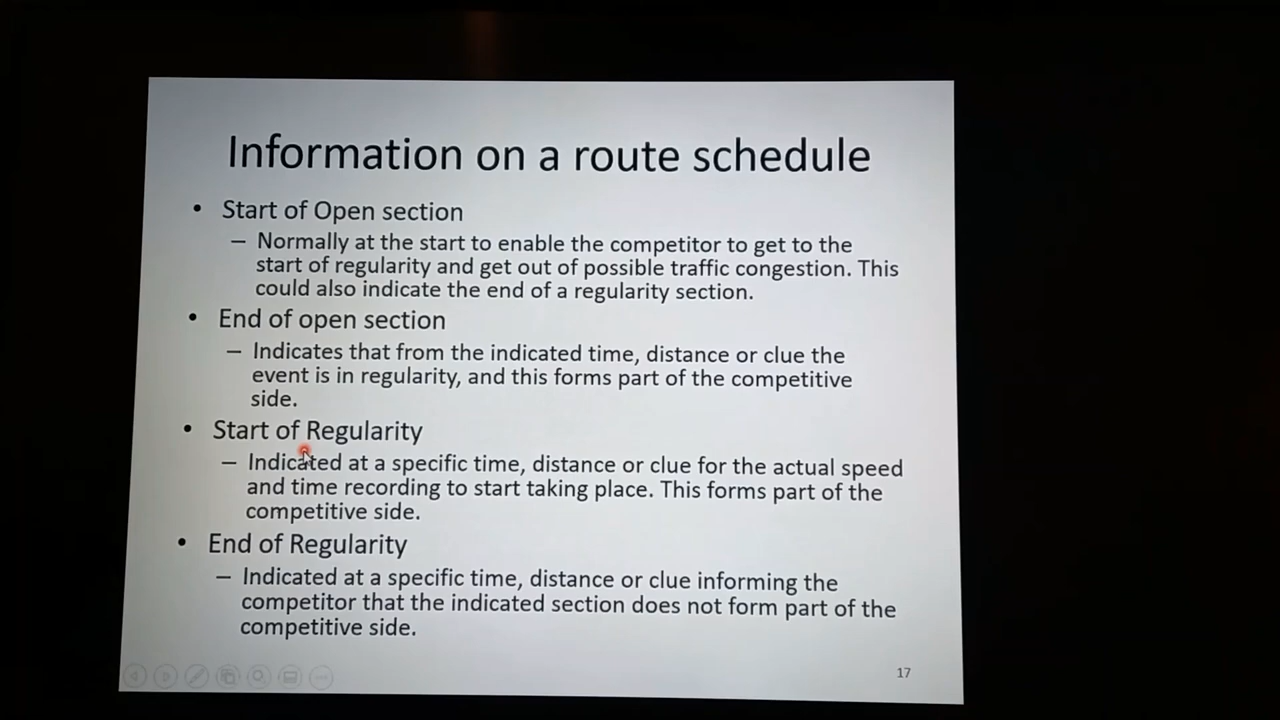 Information on a route schedule
• Start of Open section
– Normally at the start to enable the competitor to get to the
start of regularity and get out of possible traffic congestion. This
could also indicate the end of a regularity section.
• End of open section
– Indicates that from the indicated time, distance or clue the
event is in regularity, and this forms part of the competitive
side.
• Start of Regularity
– Indicated at a specific time, distance or clue for the actual speed
and time recording to start taking place. This forms part of the
competitive side.
• End of Regularity
– Indicated at a specific time, distance or clue informing the
competitor that the indicated section does not form part of the
competitive side.
17